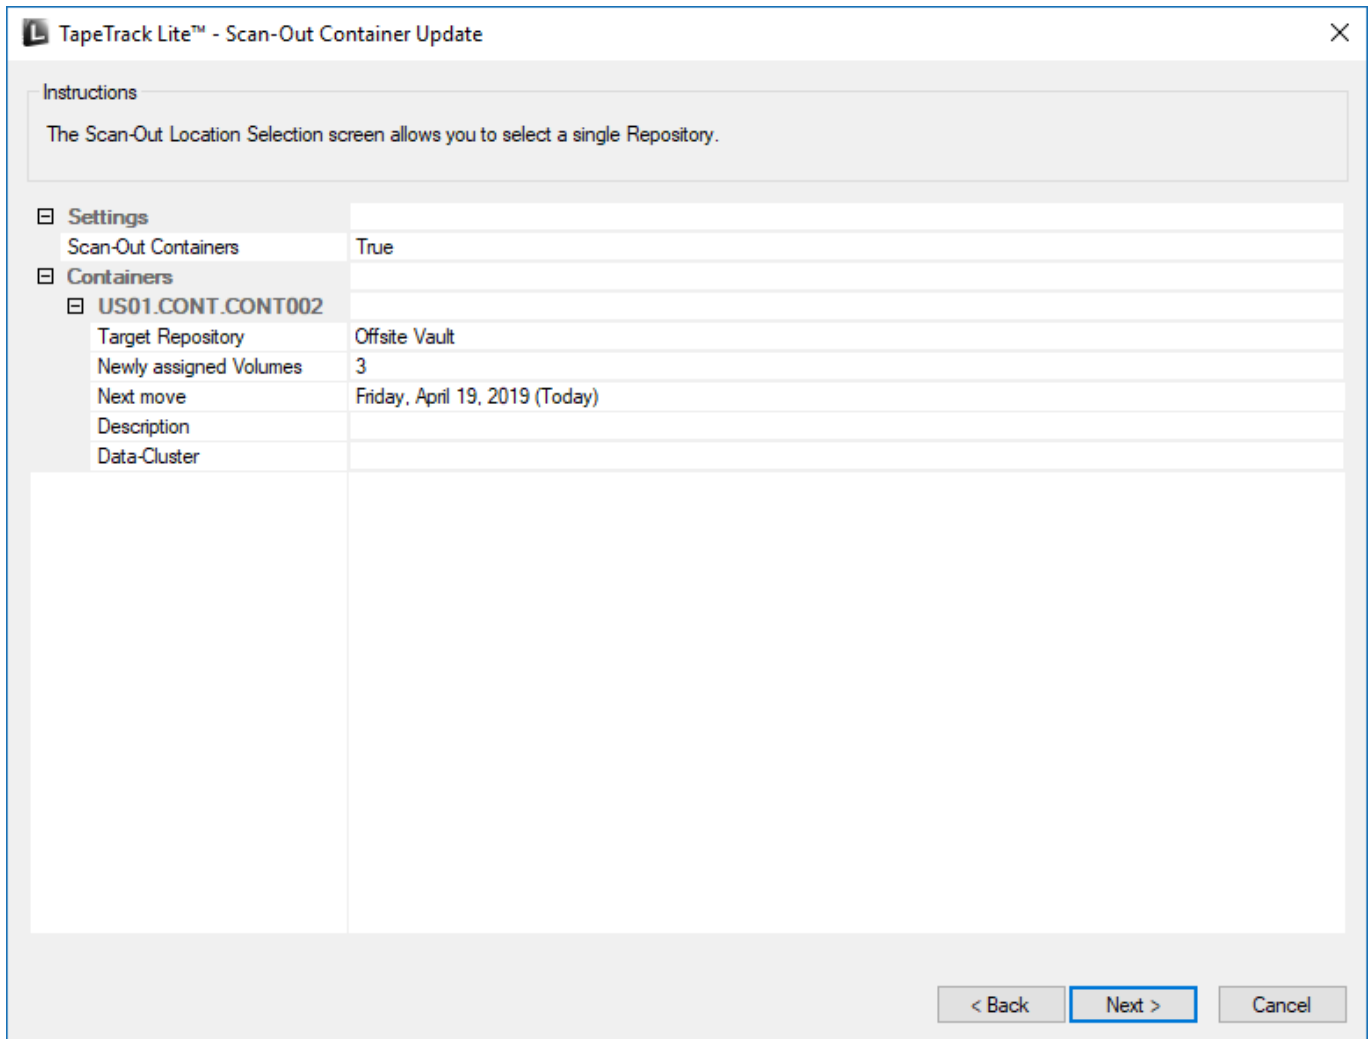 TapeTrack Lite™ - Scan-Out Container Update
Instructions
The Scan-Out Location Selection screen allows you to select a single Repository.
Settings
Scan-Out Containers True
Containers
US01.CONT.CONT002
Target Repository Offsite Vault
Newly assigned Volumes 3
Next move Friday, April 19, 2019 (Today)
Description
Data-Cluster
< Back Next > Cancel